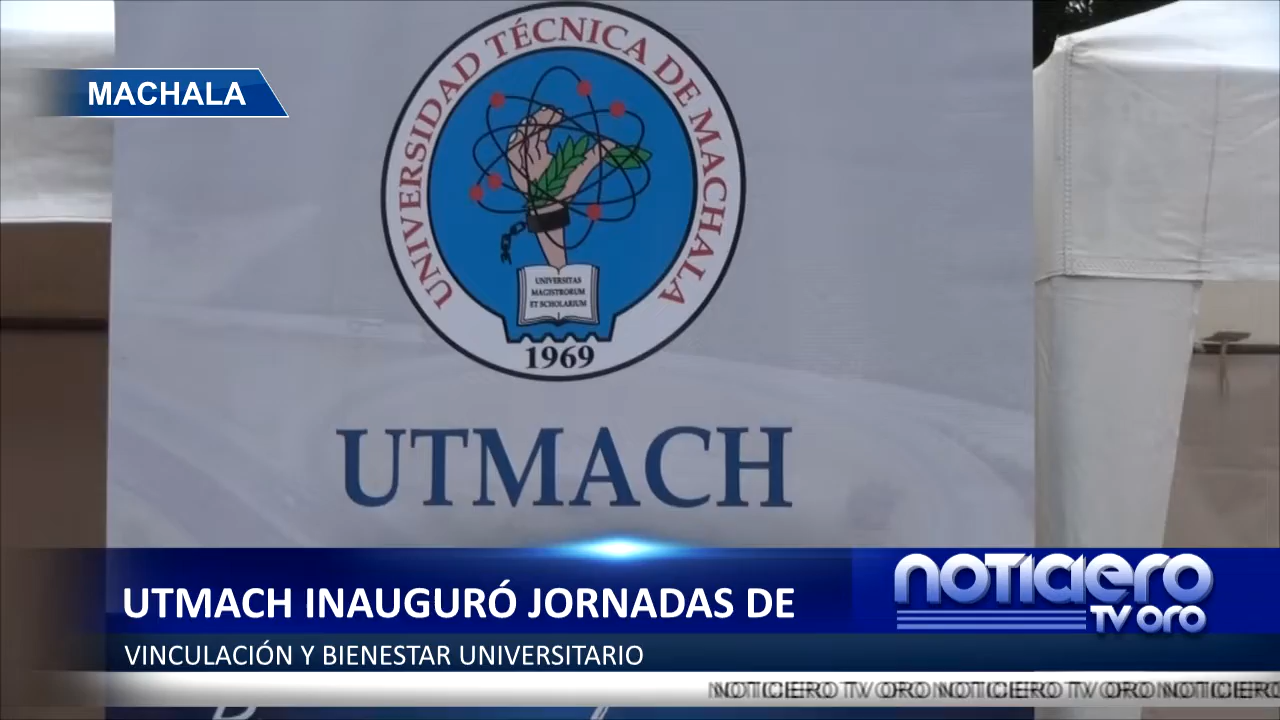 MACHALA
UNIVERSIDAD TÉCNICA DE MACHALA
UNIVERSITAS
MAGISTRORUM
ET SCHOLARIUM
1969
UTMACH
UTMACH INAUGURÓ JORNADAS DE
NOTICIERO
TV ORO
VINCULACIÓN Y BIENESTAR UNIVERSITARIO
NOTICIERO TV ORO NOTICIERO TV ORO NOTICIERO